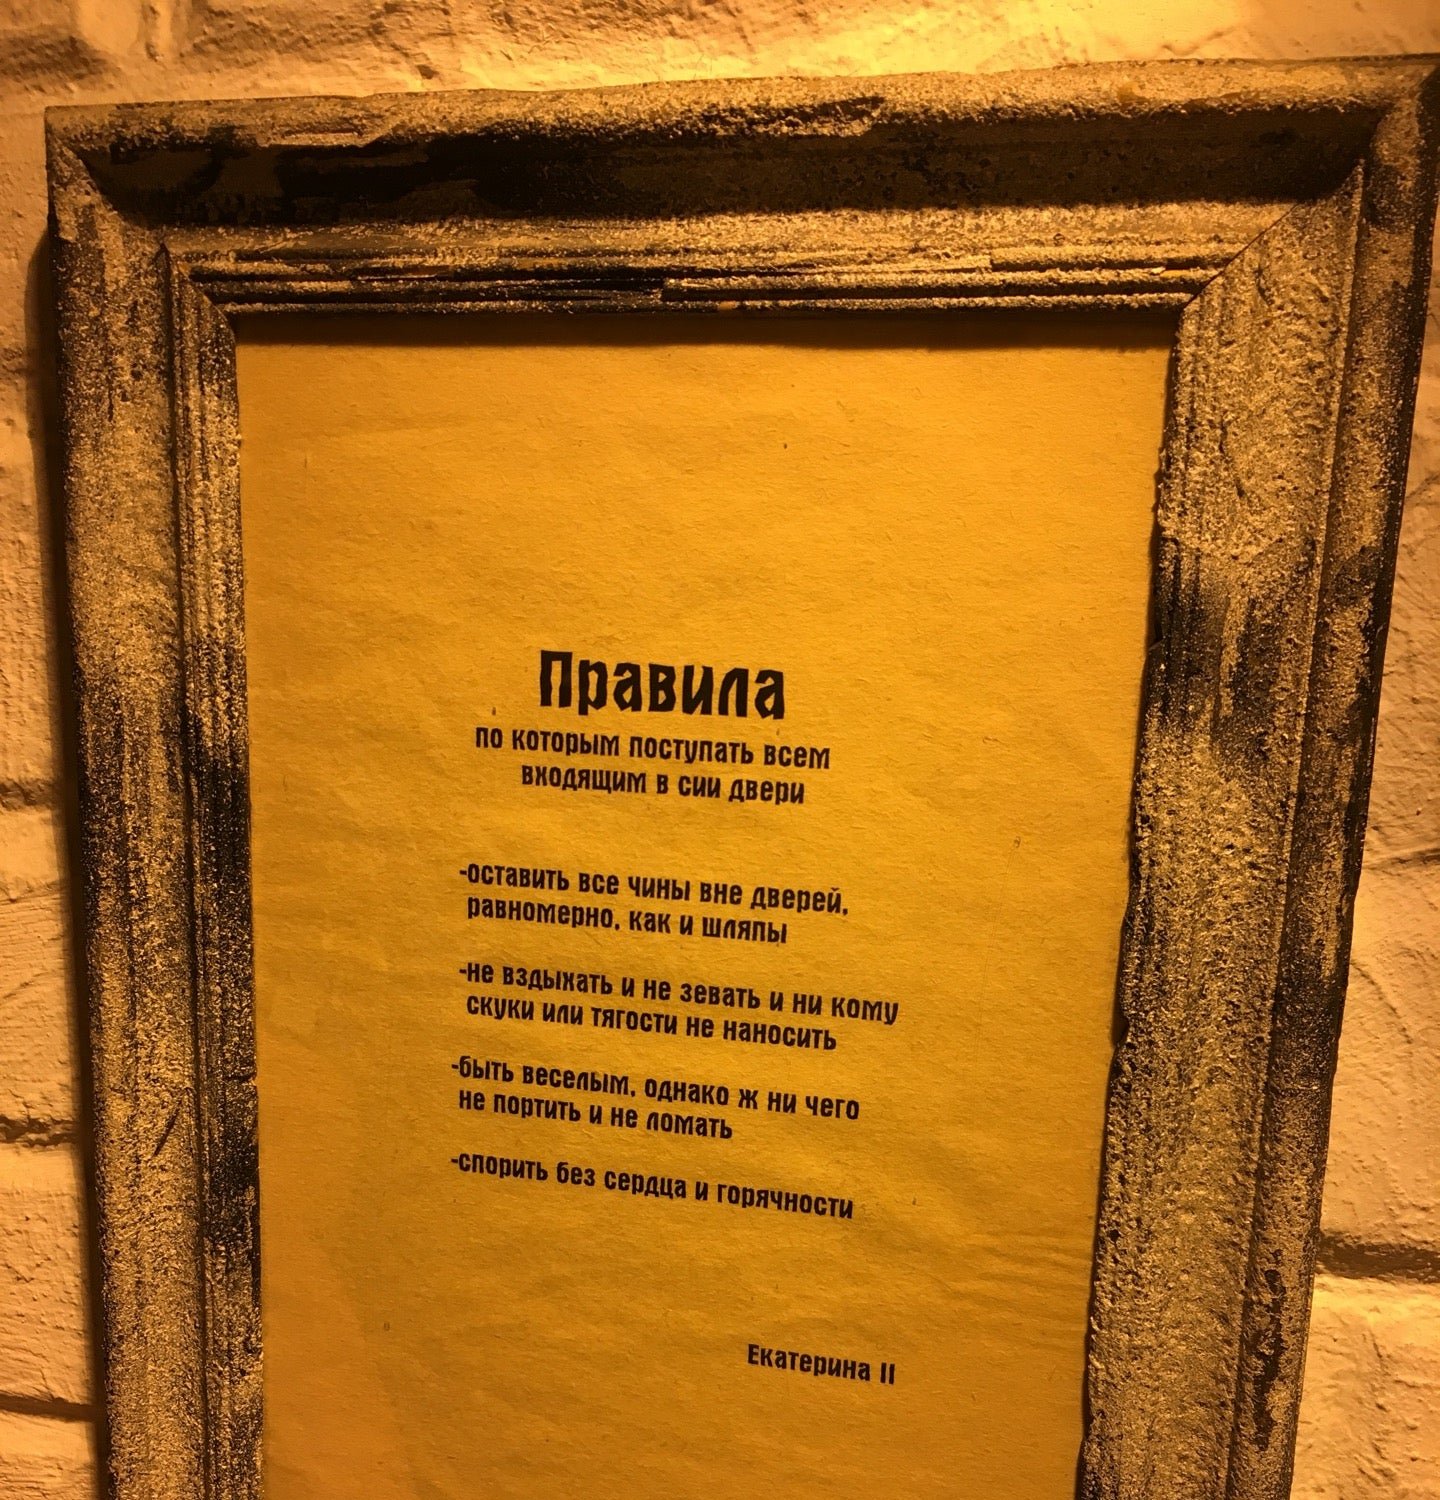 Правила
по которым поступать всем
входящим в сии двери
-оставить все чины вне дверей,
равномерно, как и шляпы
-не вздыхать и не зевать и ни кому
скуки или тягости не наносить
-быть веселым, однако ж ни чего
не портить и не ломать
-спорить без сердца и горячности
Екатерина II